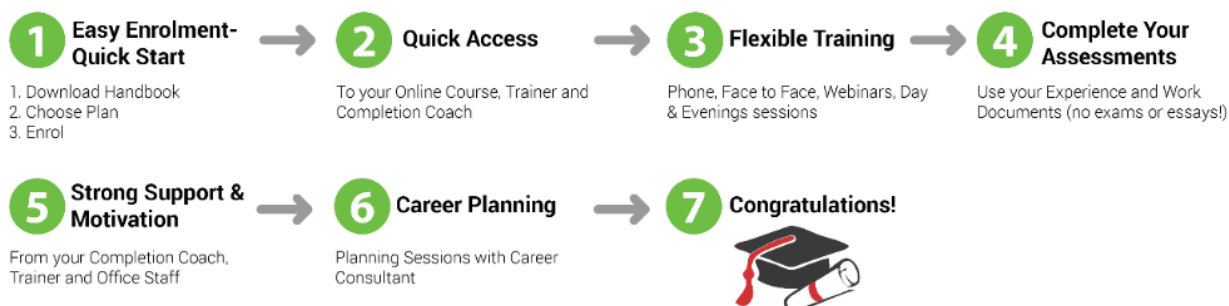 1
Easy Enrolment-
Quick Start
1. Download Handbook
2. Choose Plan
3. Enrol
2
Quick Access
To your Online Course, Trainer and
Completion Coach
3
Flexible Training
Phone, Face to Face, Webinars, Day
& Evenings sessions
4
Complete Your
Assessments
Use your Experience and Work
Documents (no exams or essays!)
5
Strong Support &
Motivation
From your Completion Coach,
Trainer and Office Staff
6
Career Planning
Planning Sessions with Career
Consultant
7
Congratulations!